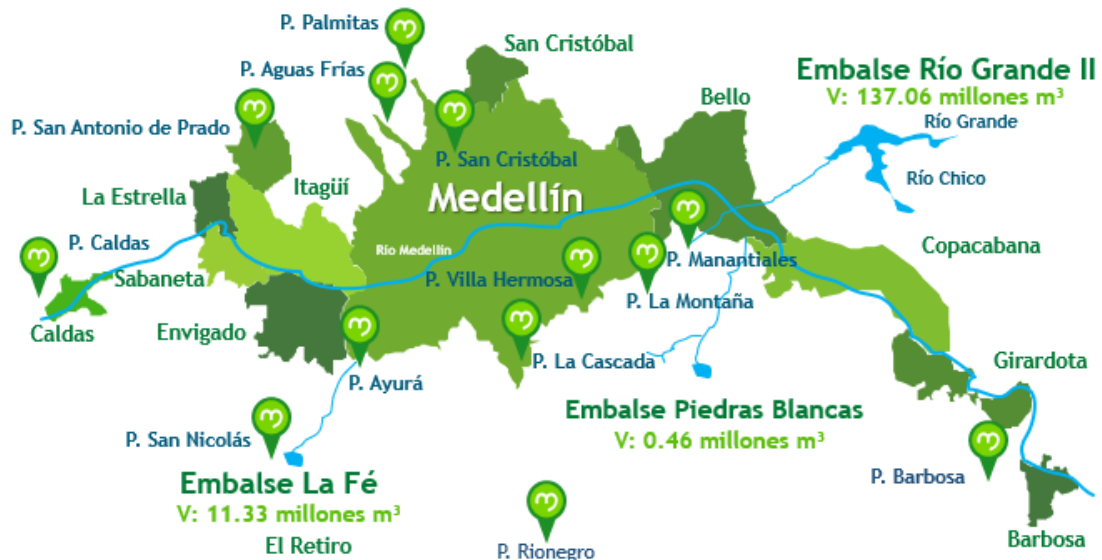 P. Palmitas
San Cristóbal
P. Aguas Frías
Embalse Río Grande II
V: 137.06 millones m³
Bello
Río Grande
P. San Antonio de Prado
P. San Cristóbal
Río Chico
La Estrella
Itagüí
Medellín
P. Caldas
Río Medellín
Copacabana
Sabaneta
P. Villa Hermosa
P. Manantiales
P. La Montaña
Caldas
Envigado
P. La Cascada
Girardota
P. Ayurá
Embalse Piedras Blancas
V: 0.46 millones m³
P. San Nicolás
Embalse La Fé
V: 11.33 millones m³
P. Barbosa
El Retiro
P. Rionegro
Barbosa